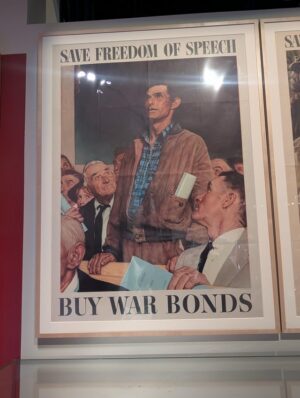 SAVE FREEDOM OF SPEECH
BUY WAR BONDS